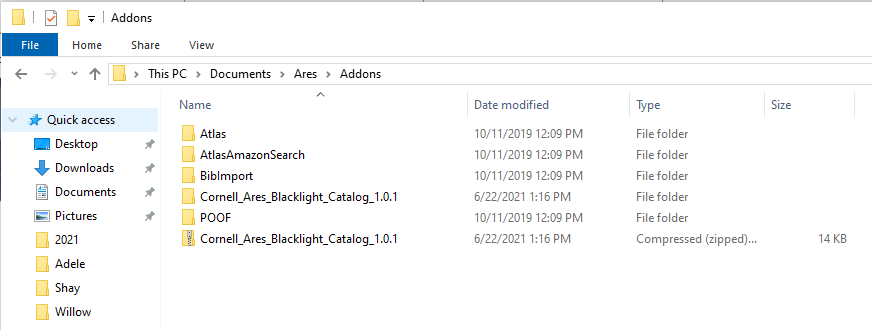 Addons
File Home Share View
This PC > Documents > Ares > Addons
Name Date modified Type Size
Quick access
Desktop
Downloads
Documents
Pictures
2021
Adele
Shay
Willow
Atlas 10/11/2019 12:09 PM File folder
AtlasAmazonSearch 10/11/2019 12:09 PM File folder
BibImport 10/11/2019 12:09 PM File folder
Cornell_Ares_Blacklight_Catalog_1.0.1 6/22/2021 1:16 PM File folder
POOF 10/11/2019 12:09 PM File folder
Cornell_Ares_Blacklight_Catalog_1.0.1 6/22/2021 1:16 PM Compressed (zipped)... 14 KB